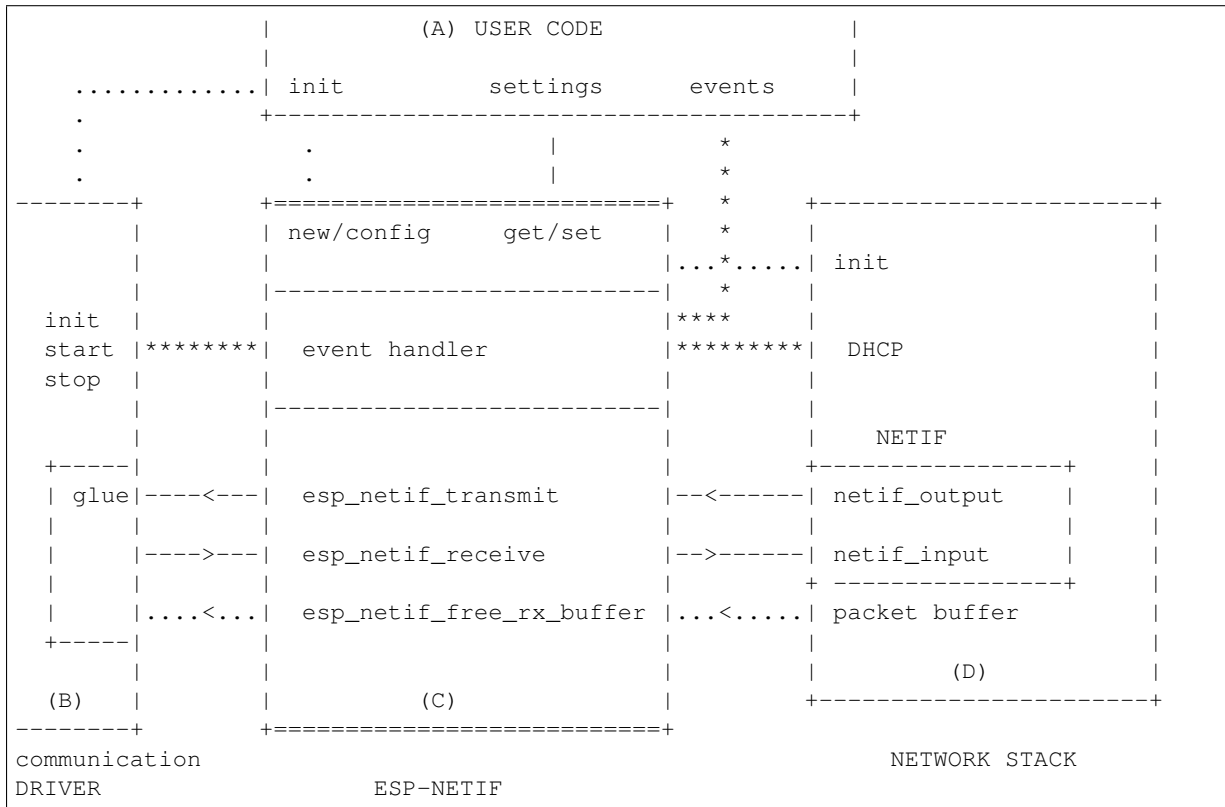 (A) USER CODE
init settings events
new/config get/set
init
init
start event handler DHCP
stop
NETIF
glue esp_netif_transmit netif_output
esp_netif_receive netif_input
esp_netif_free_rx_buffer packet buffer
(D)
(B) (C)
communication NETWORK STACK
DRIVER ESP-NETIF